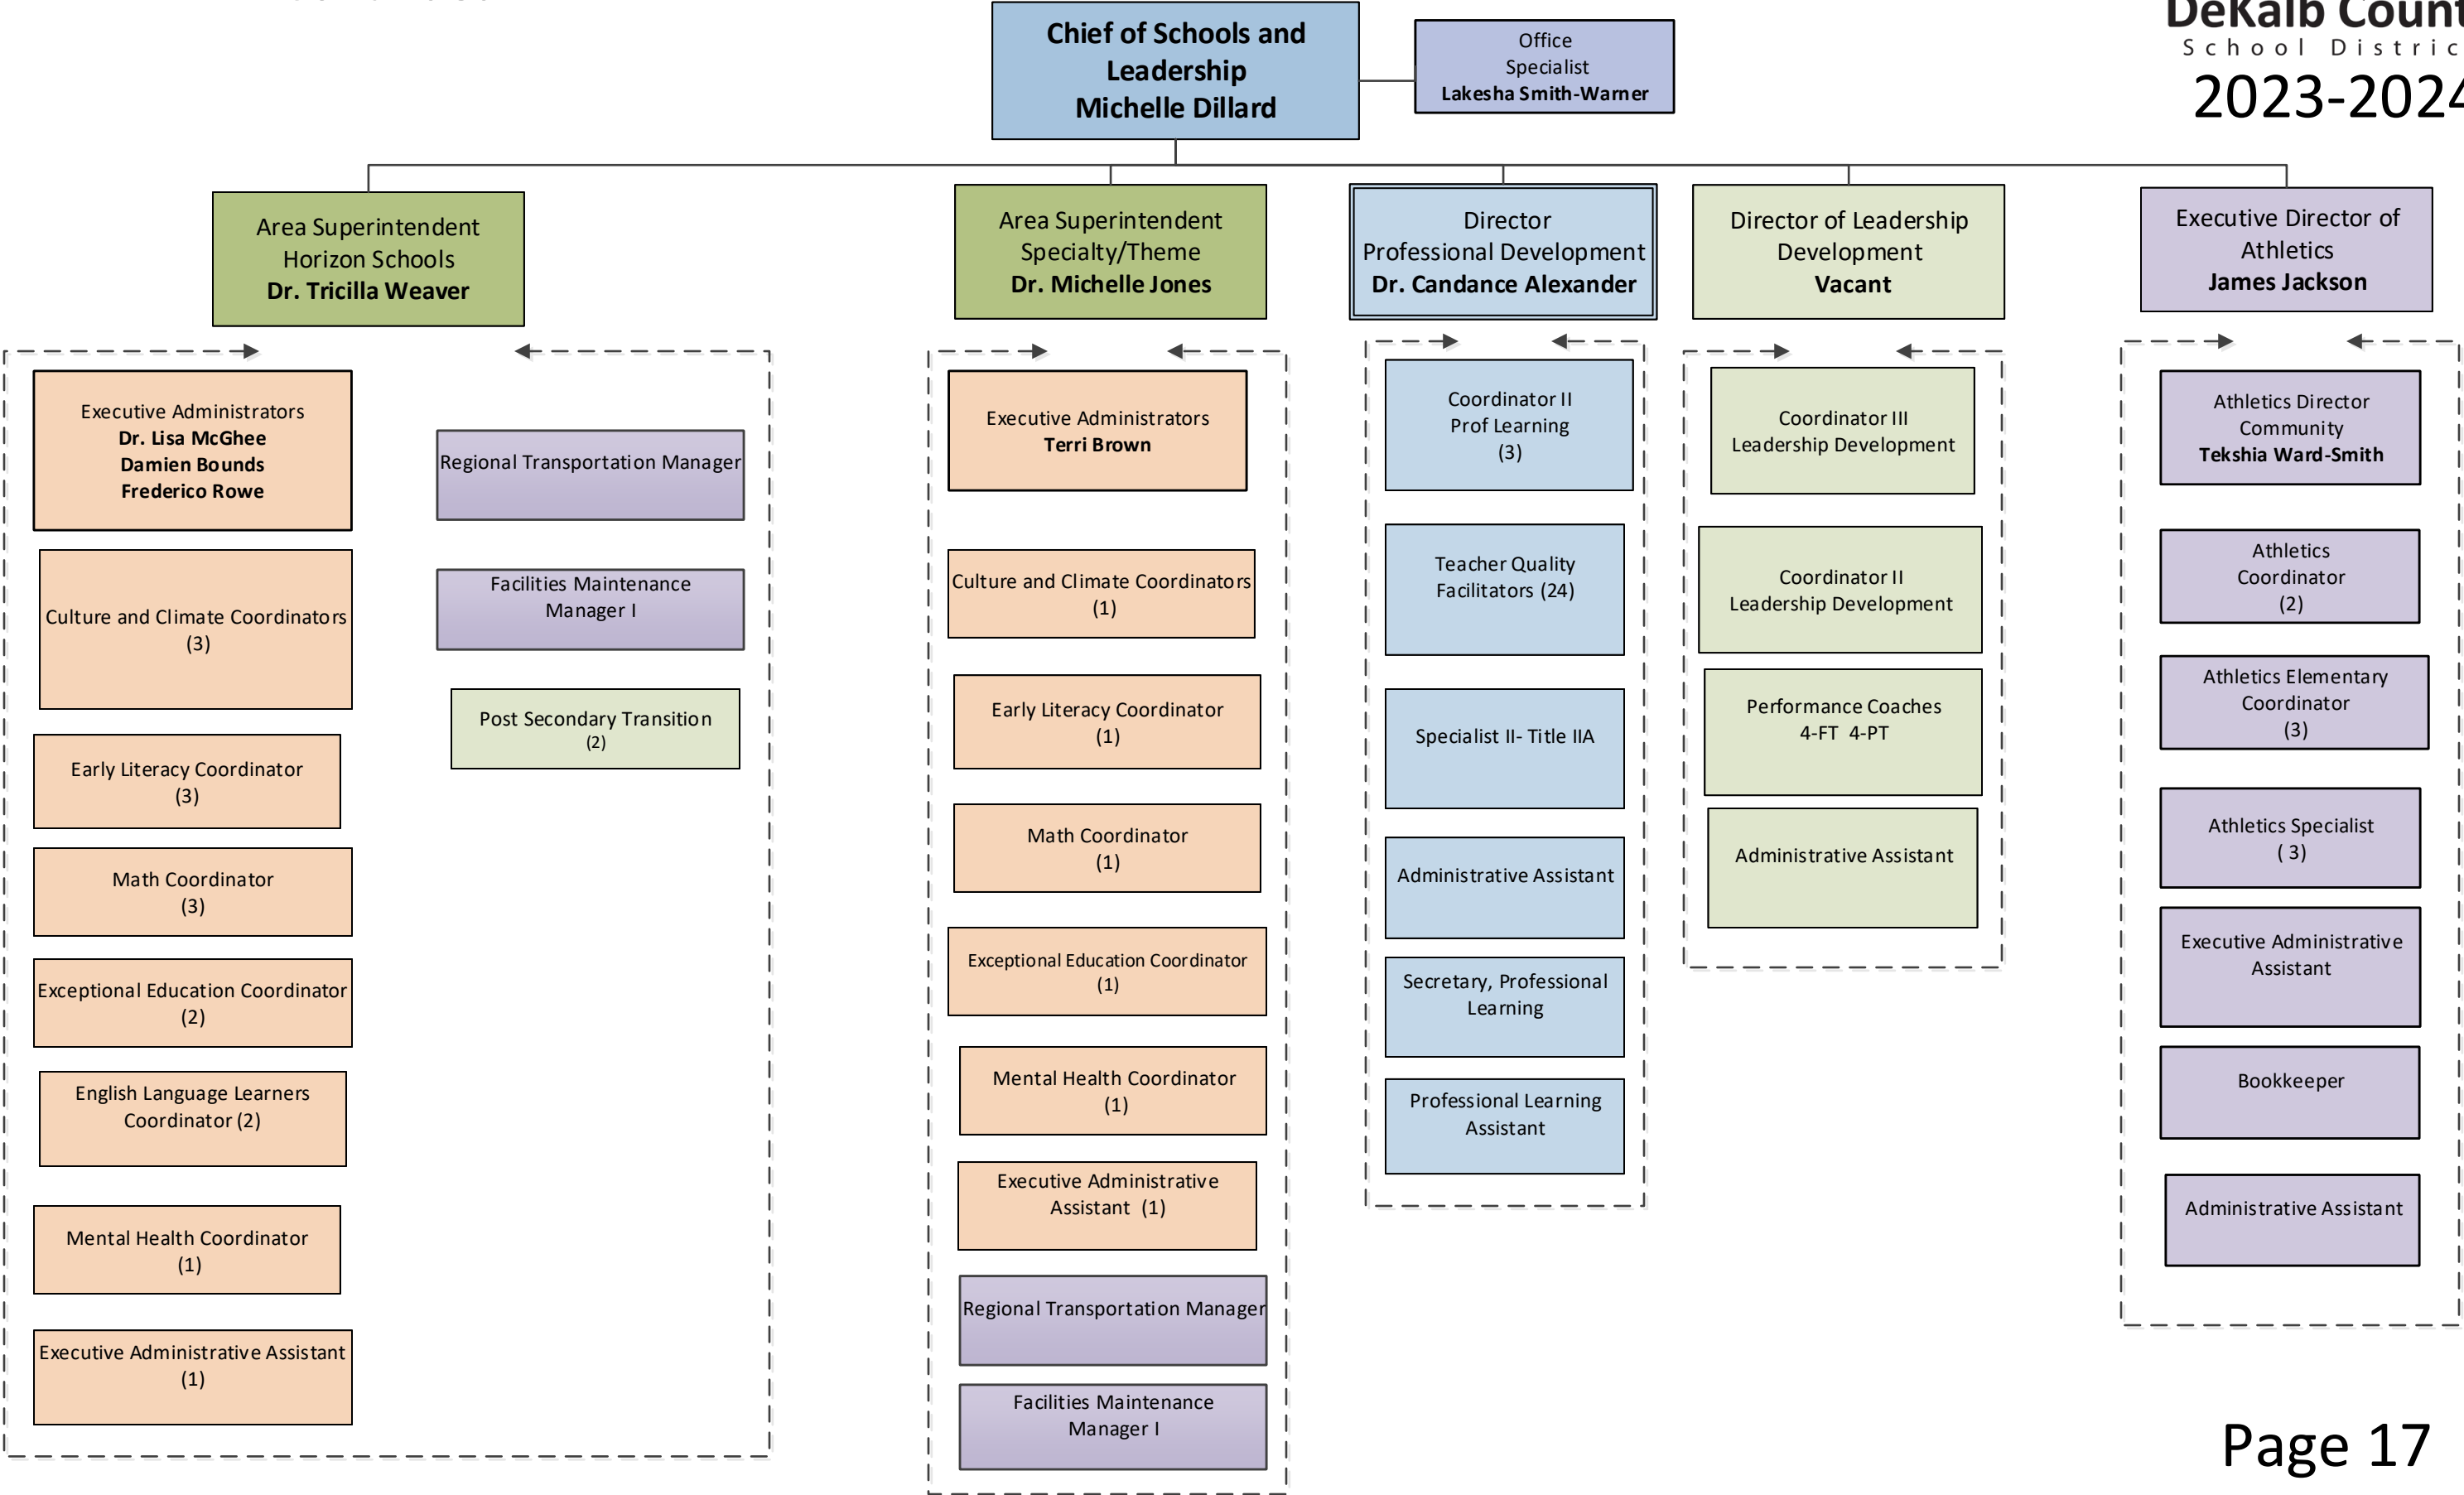 DeKalb Count
School Distric
2023-2024
Chief of Schools and
Leadership
Michelle Dillard
Office
Specialist
Lakesha Smith-Warner
Area Superintendent
Horizon Schools
Dr. Tricilla Weaver
Area Superintendent
Specialty/Theme
Dr. Michelle Jones
Director
Professional Development
Dr. Candance Alexander
Director of Leadership
Development
Vacant
Executive Director of
Athletics
James Jackson
Executive Administrators
Dr. Lisa McGhee
Damien Bounds
Frederico Rowe
Culture and Climate Coordinators
(3)
Early Literacy Coordinator
(3)
Math Coordinator
(3)
Exceptional Education Coordinator
(2)
English Language Learners
Coordinator (2)
Mental Health Coordinator
(1)
Executive Administrative Assistant
(1)
Regional Transportation Manager
Facilities Maintenance
Manager I
Post Secondary Transition
(2)
Executive Administrators
Terri Brown
Culture and Climate Coordinators
(1)
Early Literacy Coordinator
(1)
Math Coordinator
(1)
Exceptional Education Coordinator
(1)
Mental Health Coordinator
(1)
Executive Administrative
Assistant (1)
Regional Transportation Manager
Facilities Maintenance
Manager I
Coordinator II
Prof Learning
(3)
Teacher Quality
Facilitators (24)
Specialist II- Title IIA
Administrative Assistant
Secretary, Professional
Learning
Professional Learning
Assistant
Coordinator III
Leadership Development
Coordinator II
Leadership Development
Performance Coaches
4-FT 4-PT
Administrative Assistant
Athletics Director
Community
Tekshia Ward-Smith
Athletics
Coordinator
(2)
Athletics Elementary
Coordinator
(3)
Athletics Specialist
( 3)
Executive Administrative
Assistant
Bookkeeper
Administrative Assistant
Page 17